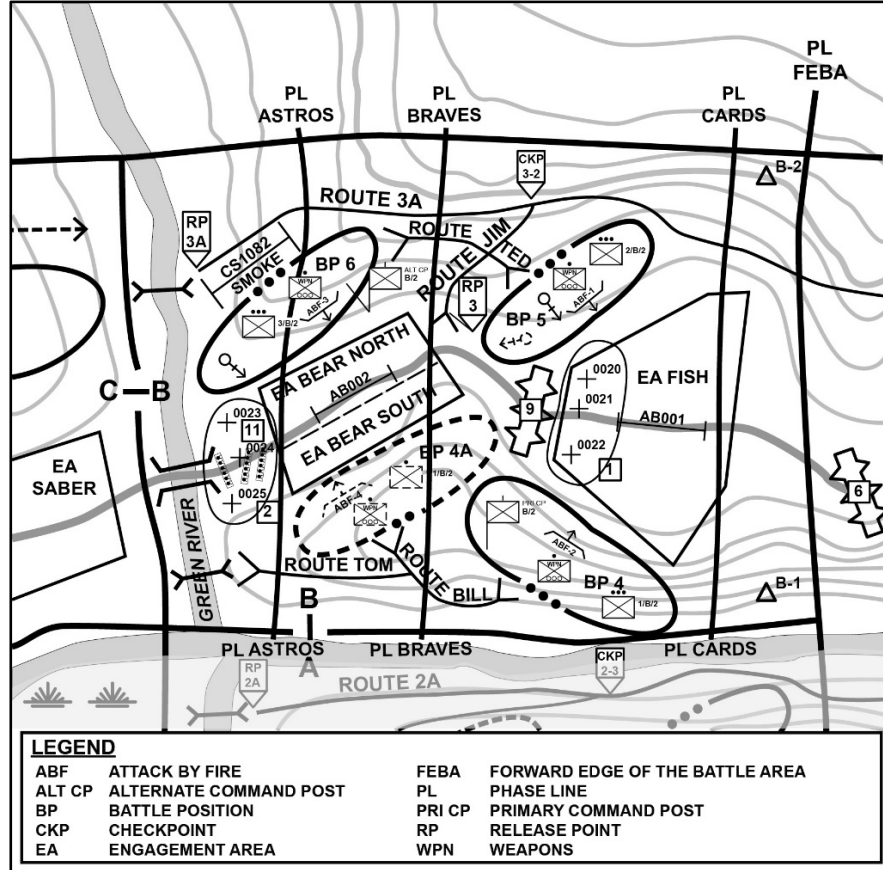 PL
FEBA
PL
ASTROS
PL
BRAVES
PL
CARDS
CKP
3-2
B-2
ROUTE 3A
RP
3A
ROUTE TED
CS1082
SMOKE
BP 6
WPN
ALT CP
B/2
ROUTE JIM
2/B/2
WPN
ABF-3
ABF-1
RP
3
3/B/2
BP 5
EA BEAR NORTH
AB002
EA BEAR SOUTH
0020
EA FISH
0021
C
B
0023
11
9
0022
AB001
0024
BP 4A
1/B/2
EA
SABER
1
6
0025
ABF-4
WPN
PRI CP
B/2
2
ABF-2
ROUTE TOM
WPN
ROUTE BILL
BP 4
B-1
GREEN RIVER
1/B/2
B
PL ASTROS
PL BRAVES
PL CARDS
A
RP
2A
ROUTE 2A
CKP
2-3
LEGEND
ABF ATTACK BY FIRE
ALT CP ALTERNATE COMMAND POST
BP BATTLE POSITION
CKP CHECKPOINT
EA ENGAGEMENT AREA
FEBA FORWARD EDGE OF THE BATTLE AREA
PL PHASE LINE
PRI CP PRIMARY COMMAND POST
RP RELEASE POINT
WPN WEAPONS